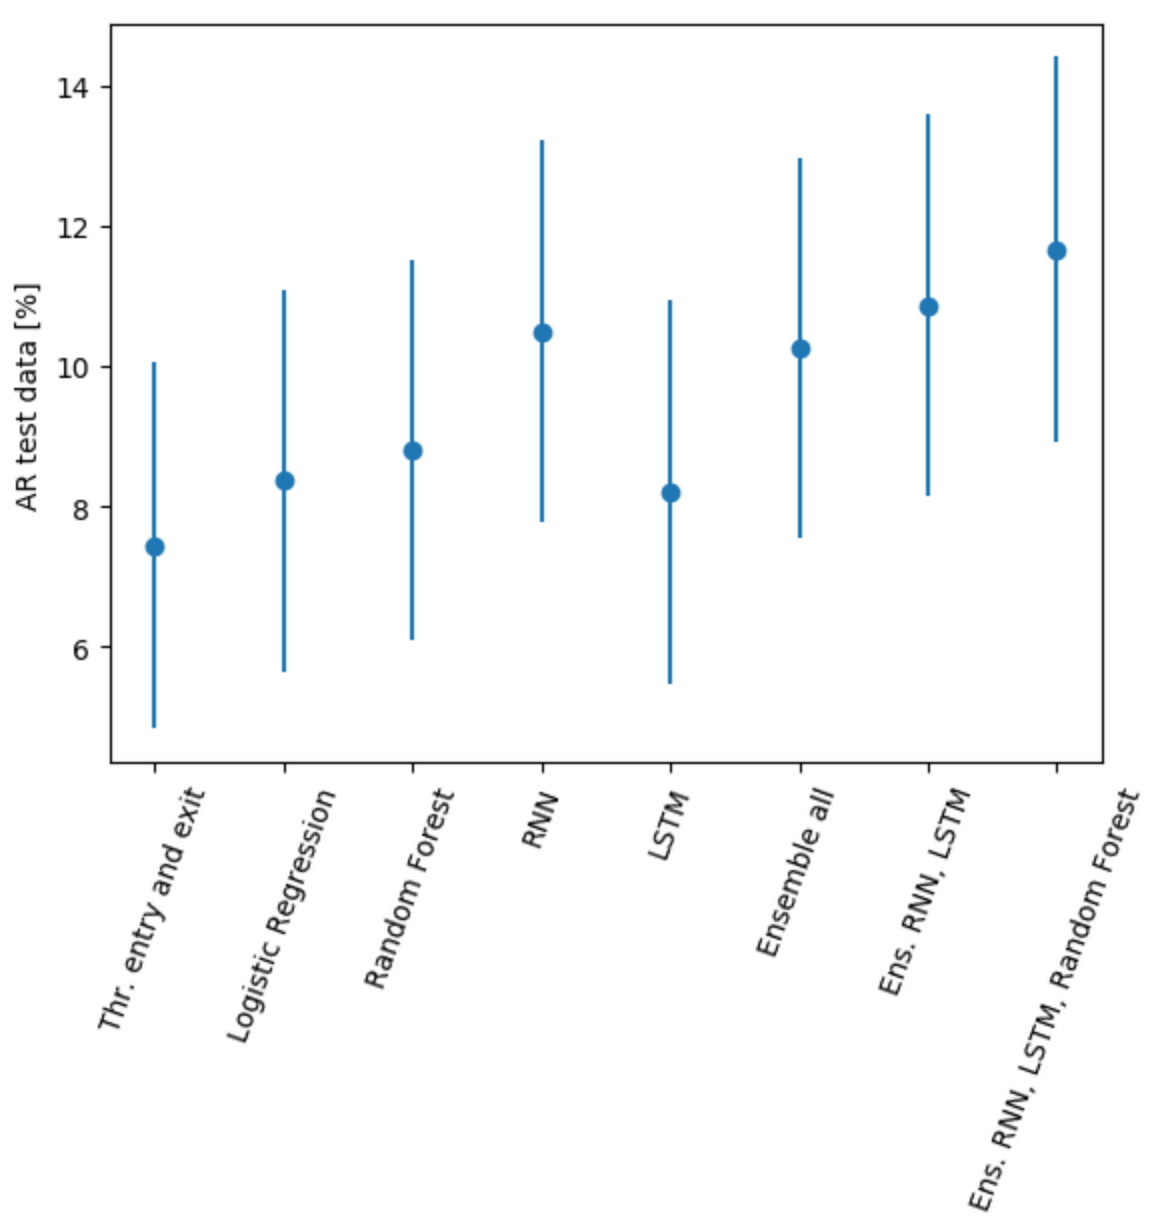 14
12
10
8
6
AR test data [%]
Thr. entry and exit
Logistic Regression
Random Forest
RNN
LSTM
Ensemble all
Ens. RNN, LSTM
Ens. RNN, LSTM, Random Forest